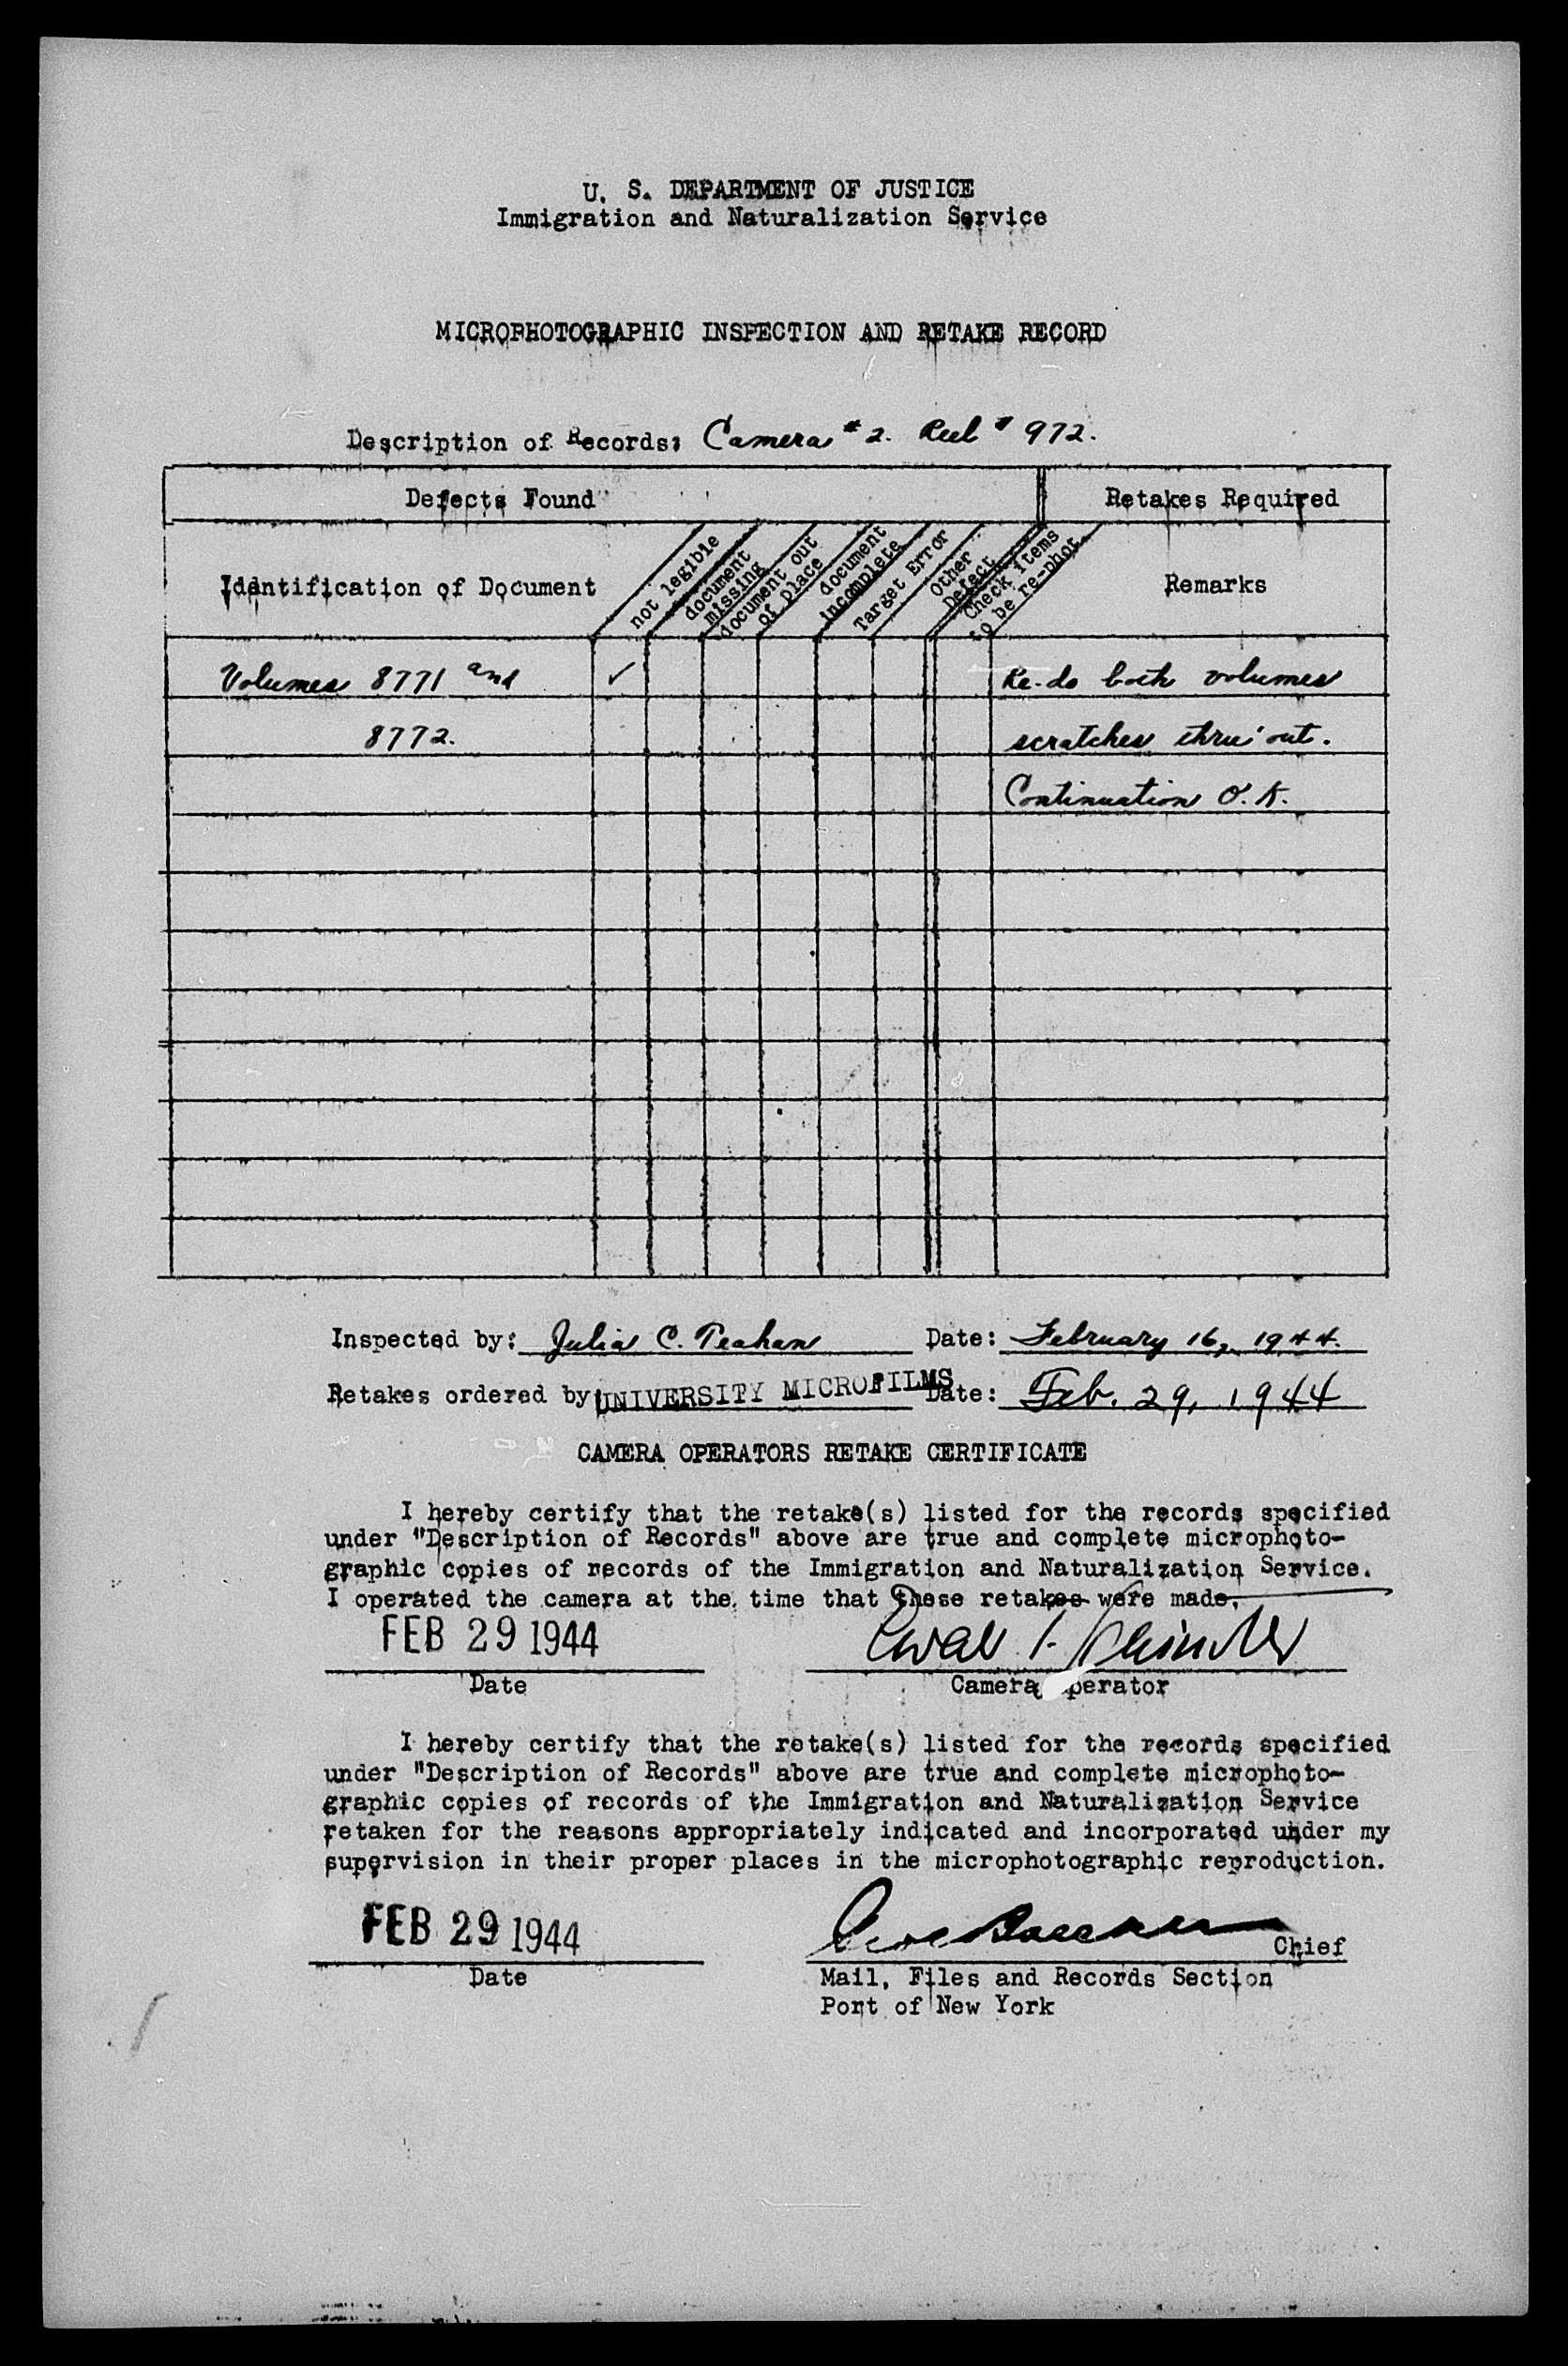 U. S. DEPARTMENT OF JUSTICE
Immigration and Naturalization Service
MICROPHOTOGRAPHIC INSPECTION AND RETAKE RECORD
Description of Records: Camera #2. Reel # 972.
Defects Found
Retakes Required
Identification of Document
not legible
document missing
document out of place
document incomplete
Target Error
Other Defect
Check items to be re-phot.
Remarks
Volumes 8771 and ✓ Re-do both volumes
8772. scratches thru'out.
Continuation O.K.
Inspected by: Julia C. Teahan Date: February 16, 1944.
Retakes ordered by: UNIVERSITY MICROFILMS Date: Feb. 29, 1944
CAMERA OPERATORS RETAKE CERTIFICATE
I hereby certify that the retake(s) listed for the records specified
under "Description of Records" above are true and complete microphoto-
graphic copies of records of the Immigration and Naturalization Service.
I operated the camera at the time that these retakes were made.
FEB 29 1944
Date
Camera Operator
I hereby certify that the retake(s) listed for the records specified
under "Description of Records" above are true and complete microphoto-
graphic copies of records of the Immigration and Naturalization Service
retaken for the reasons appropriately indicated and incorporated under my
supervision in their proper places in the microphotographic reproduction.
FEB 29 1944
Chief
Date
Mail, Files and Records Section
Port of New York